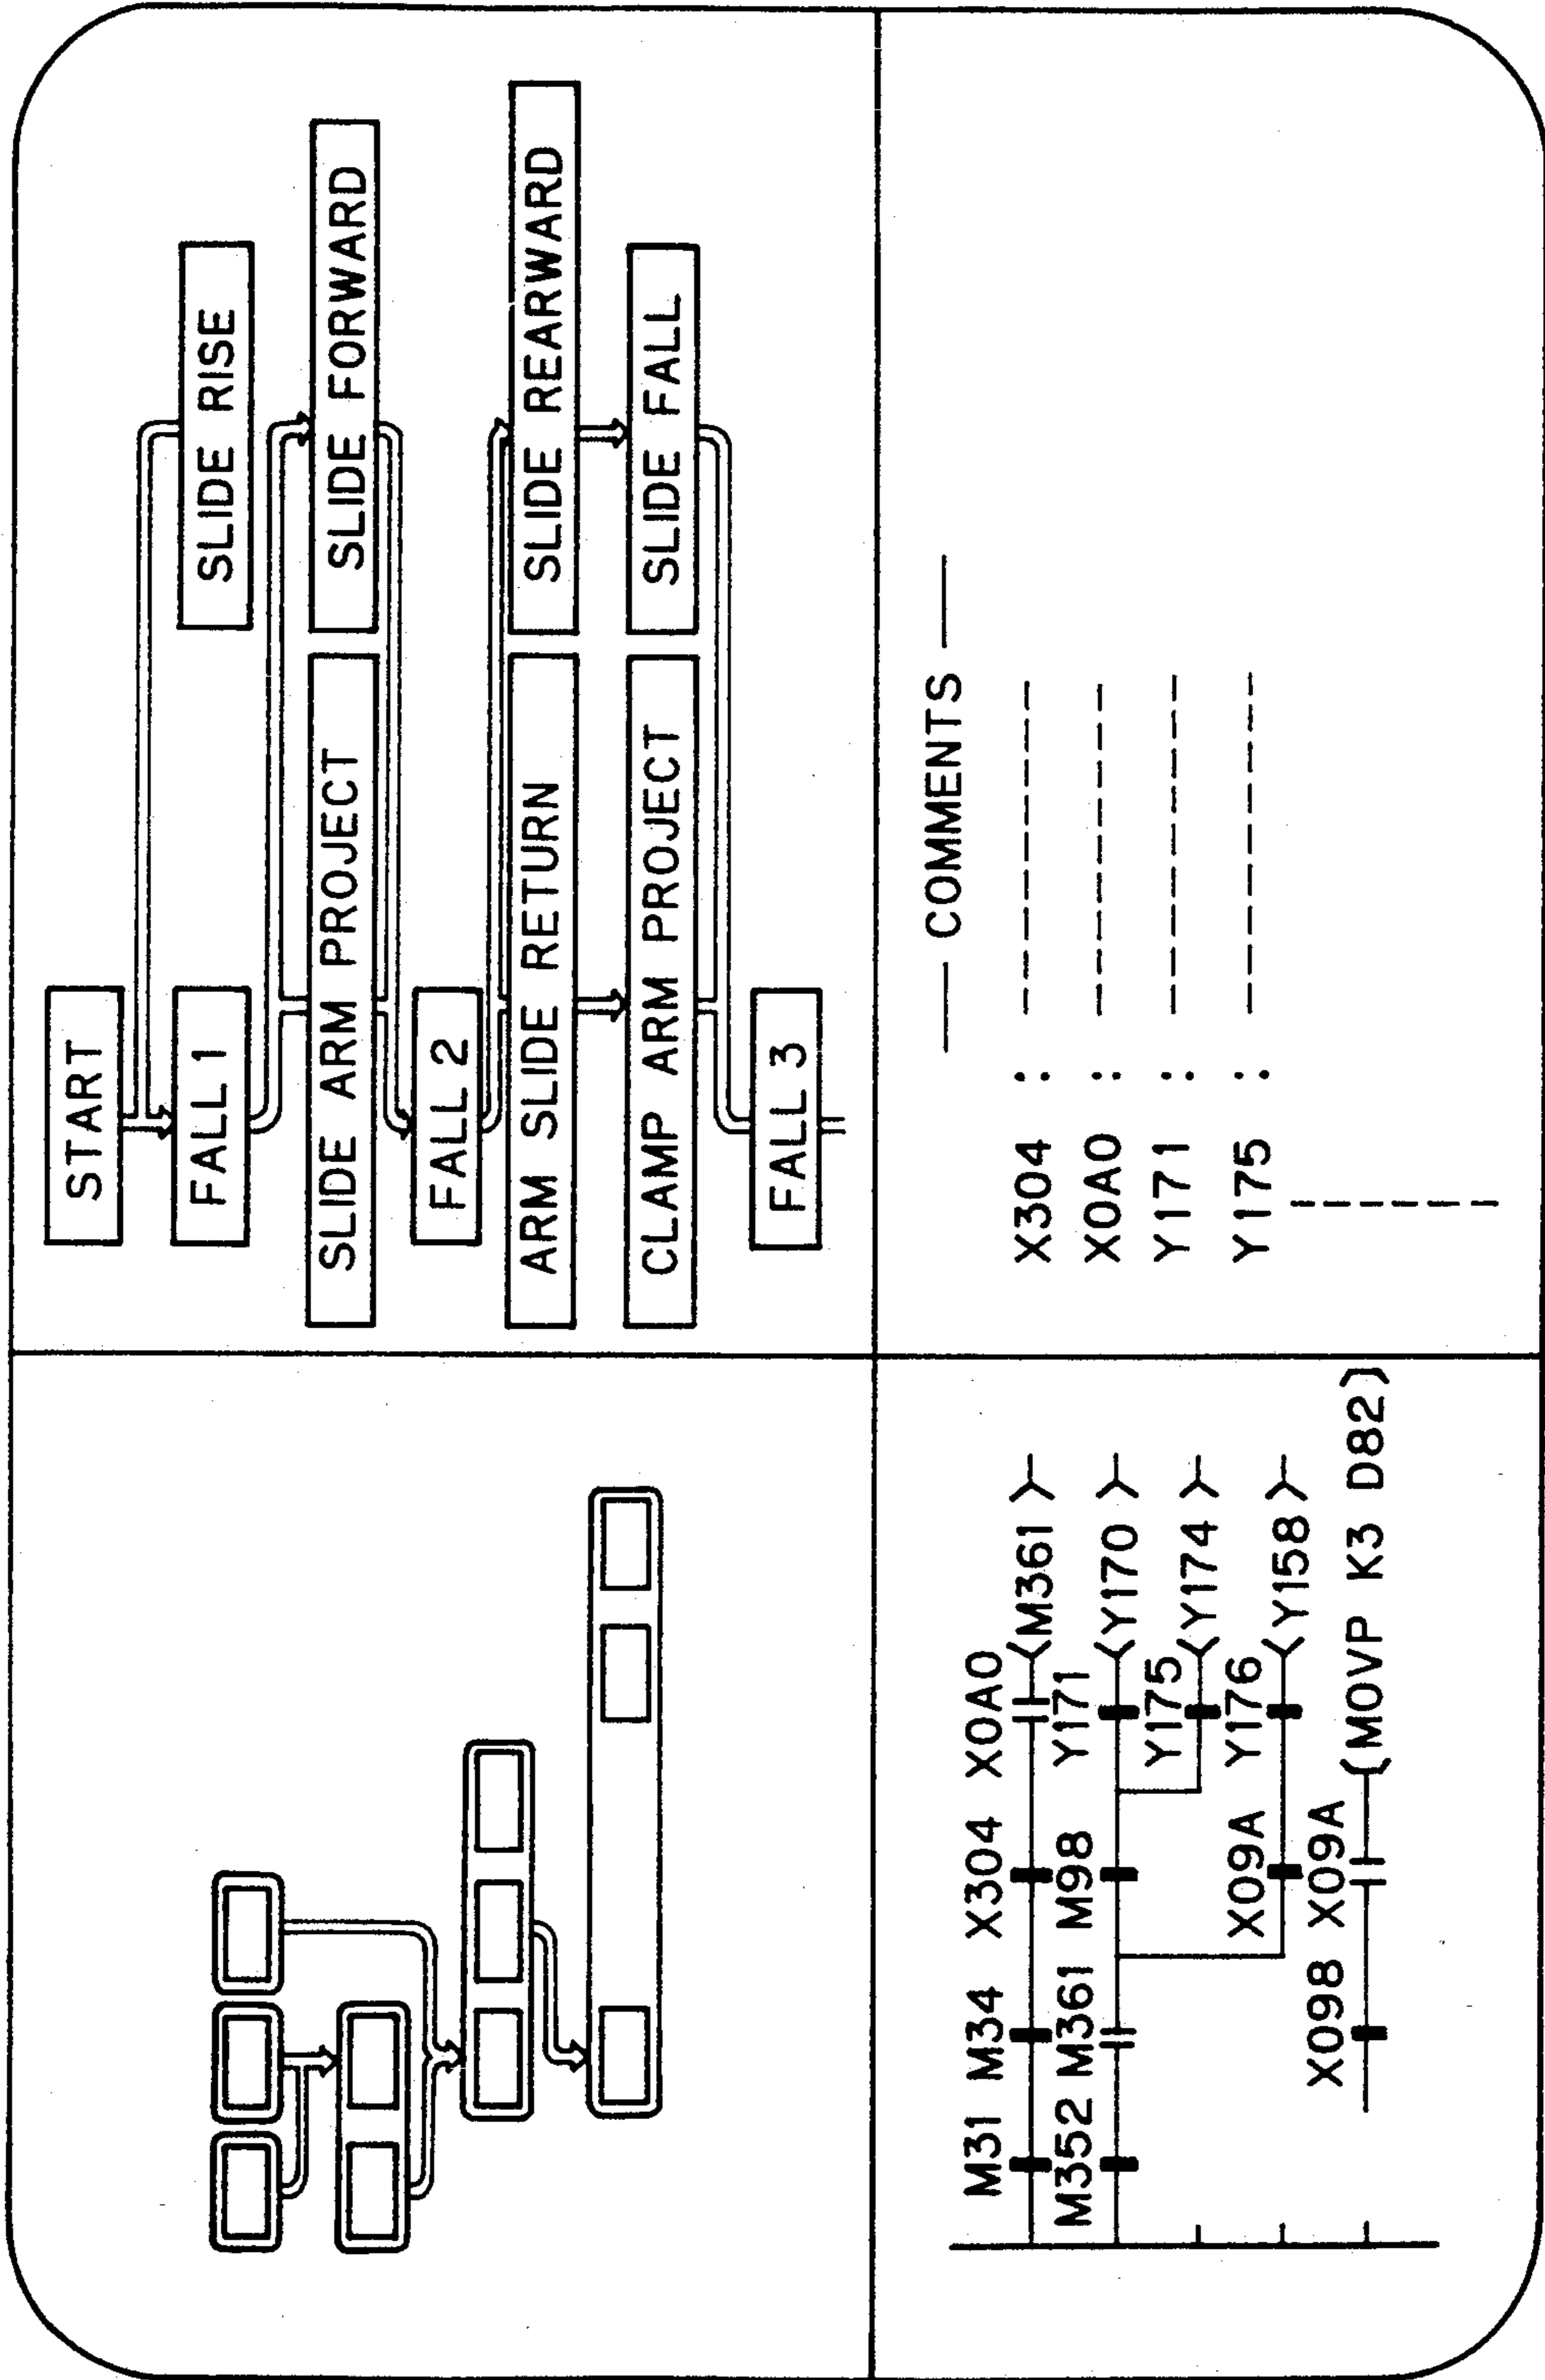 START
FALL 1
SLIDE RISE
SLIDE ARM PROJECT
SLIDE FORWARD
FALL 2
ARM SLIDE RETURN
SLIDE REARWARD
CLAMP ARM PROJECT
SLIDE FALL
FALL 3
M31 M34 X304 X0A0
M361
M352 M361 M98 Y171
Y170
Y175
Y174
X09A Y176
Y158
X098 X09A
(MOVP K3 D82)
COMMENTS
X304 :
X0A0 :
Y171 :
Y175 :